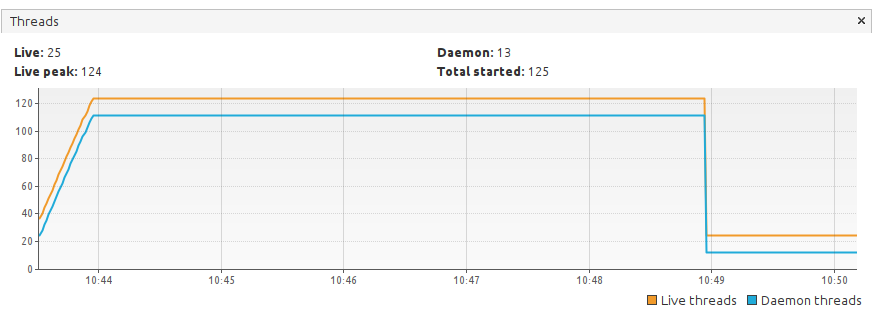 Threads ×
Live: 25 Daemon: 13
Live peak: 124 Total started: 125
120
100
80
60
40
20
0
10:44 10:45 10:46 10:47 10:48 10:49 10:50
Live threads Daemon threads